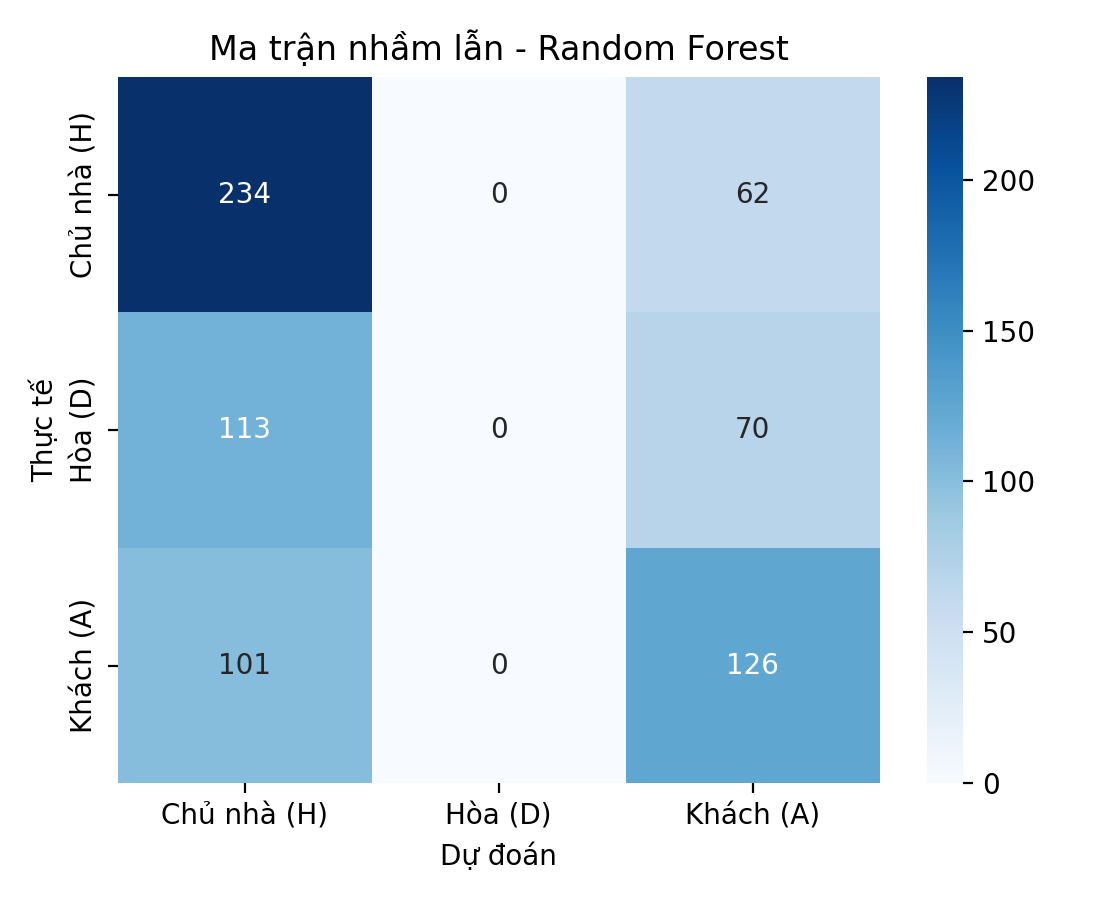 Ma trận nhầm lẫn - Random Forest
Thực tế
Chủ nhà (H)
234
0
62
Hòa (D)
113
0
70
Khách (A)
101
0
126
Chủ nhà (H)
Hòa (D)
Khách (A)
Dự đoán
200
150
100
50
0